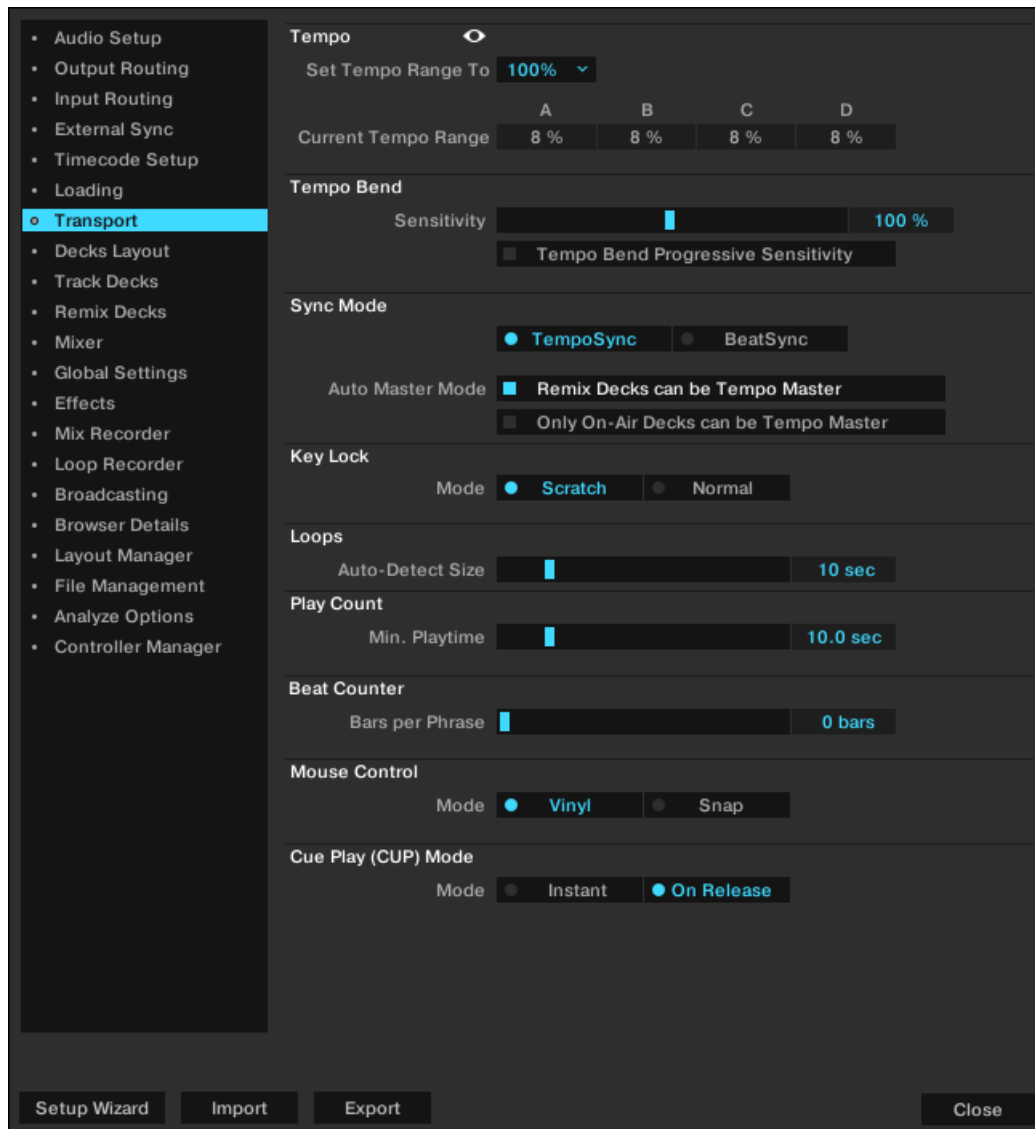 Audio Setup
Output Routing
Input Routing
External Sync
Timecode Setup
Loading
Transport
Decks Layout
Track Decks
Remix Decks
Mixer
Global Settings
Effects
Mix Recorder
Loop Recorder
Broadcasting
Browser Details
Layout Manager
File Management
Analyze Options
Controller Manager
Tempo
Set Tempo Range To 100%
A B C D
Current Tempo Range 8 % 8 % 8 % 8 %
Tempo Bend
Sensitivity 100 %
Tempo Bend Progressive Sensitivity
Sync Mode
TempoSync BeatSync
Auto Master Mode Remix Decks can be Tempo Master
Only On-Air Decks can be Tempo Master
Key Lock
Mode Scratch Normal
Loops
Auto-Detect Size 10 sec
Play Count
Min. Playtime 10.0 sec
Beat Counter
Bars per Phrase 0 bars
Mouse Control
Mode Vinyl Snap
Cue Play (CUP) Mode
Mode Instant On Release
Setup Wizard Import Export Close